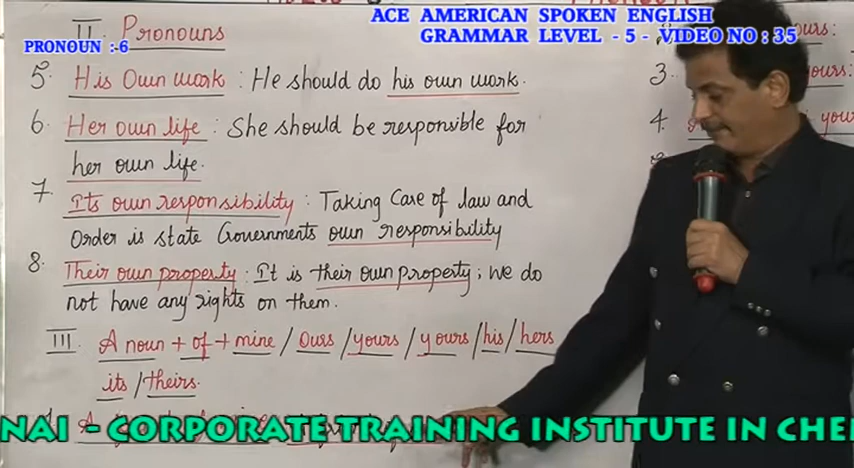 ACE AMERICAN SPOKEN ENGLISH
GRAMMAR LEVEL - 5 - VIDEO NO : 35
PRONOUN :-6
II Pronouns
5. His Own work : He should do his own work.
6. Her own life : She should be responsible for
her own life.
7. Its own responsibility : Taking Care of law and
Order is state Governments own responsibility
8. Their own property : It is their own property; we do
not have any rights on them.
III A noun + of + mine / Ours / yours / yours / his / hers
its / theirs.
3.
yours:
4.
your
NAI - CORPORATE TRAINING INSTITUTE IN CHE